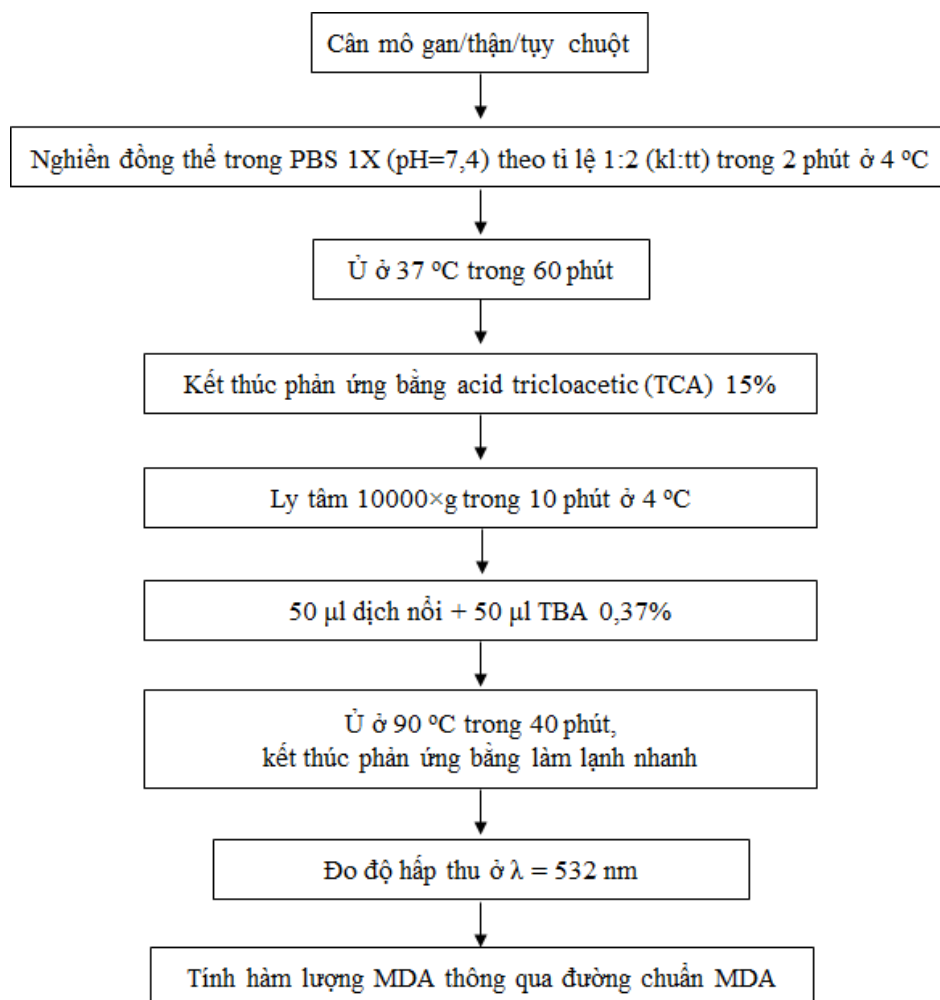 Cân mô gan/thận/tụy chuột
Nghiền đồng thể trong PBS 1X (pH=7,4) theo tỉ lệ 1:2 (kl:tt) trong 2 phút ở 4 ºC
Ủ ở 37 ºC trong 60 phút
Kết thúc phản ứng bằng acid tricloacetic (TCA) 15%
Ly tâm 10000×g trong 10 phút ở 4 ºC
50 µl dịch nổi + 50 µl TBA 0,37%
Ủ ở 90 ºC trong 40 phút,
kết thúc phản ứng bằng làm lạnh nhanh
Đo độ hấp thu ở λ = 532 nm
Tính hàm lượng MDA thông qua đường chuẩn MDA